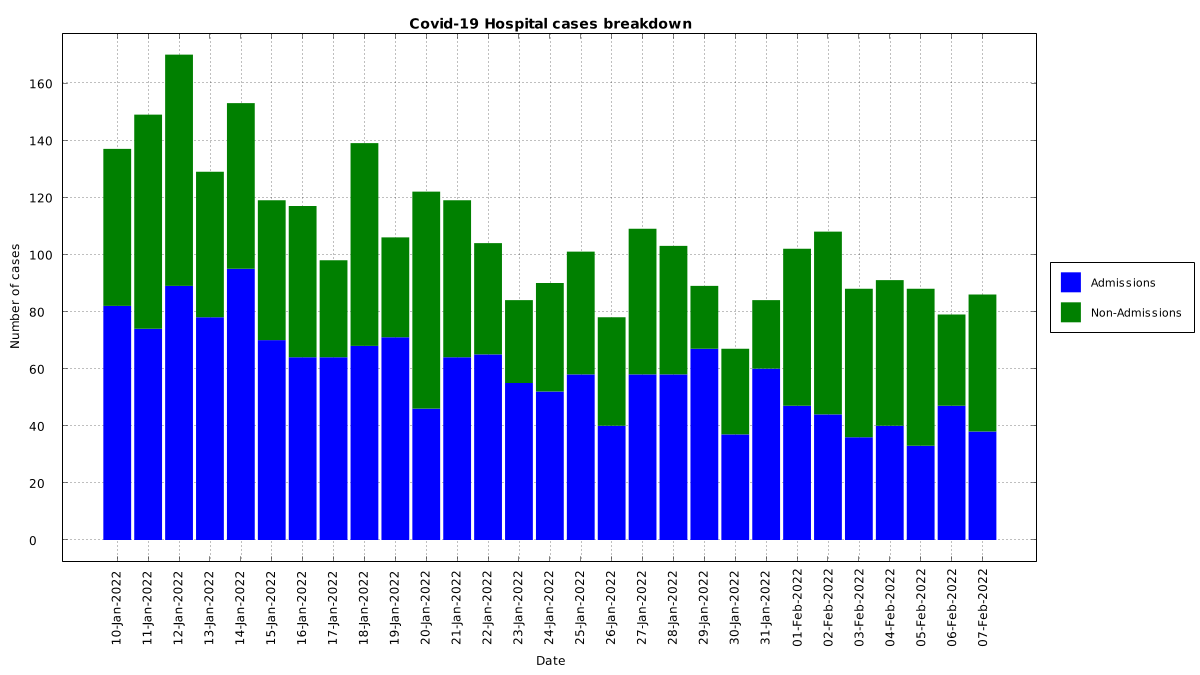 Covid-19 Hospital cases breakdown
160
140
120
100
80
60
40
20
0
Number of cases
Admissions
Non-Admissions
10-Jan-2022
11-Jan-2022
12-Jan-2022
13-Jan-2022
14-Jan-2022
15-Jan-2022
16-Jan-2022
17-Jan-2022
18-Jan-2022
19-Jan-2022
20-Jan-2022
21-Jan-2022
22-Jan-2022
23-Jan-2022
24-Jan-2022
25-Jan-2022
26-Jan-2022
27-Jan-2022
28-Jan-2022
29-Jan-2022
30-Jan-2022
31-Jan-2022
01-Feb-2022
02-Feb-2022
03-Feb-2022
04-Feb-2022
05-Feb-2022
06-Feb-2022
07-Feb-2022
Date